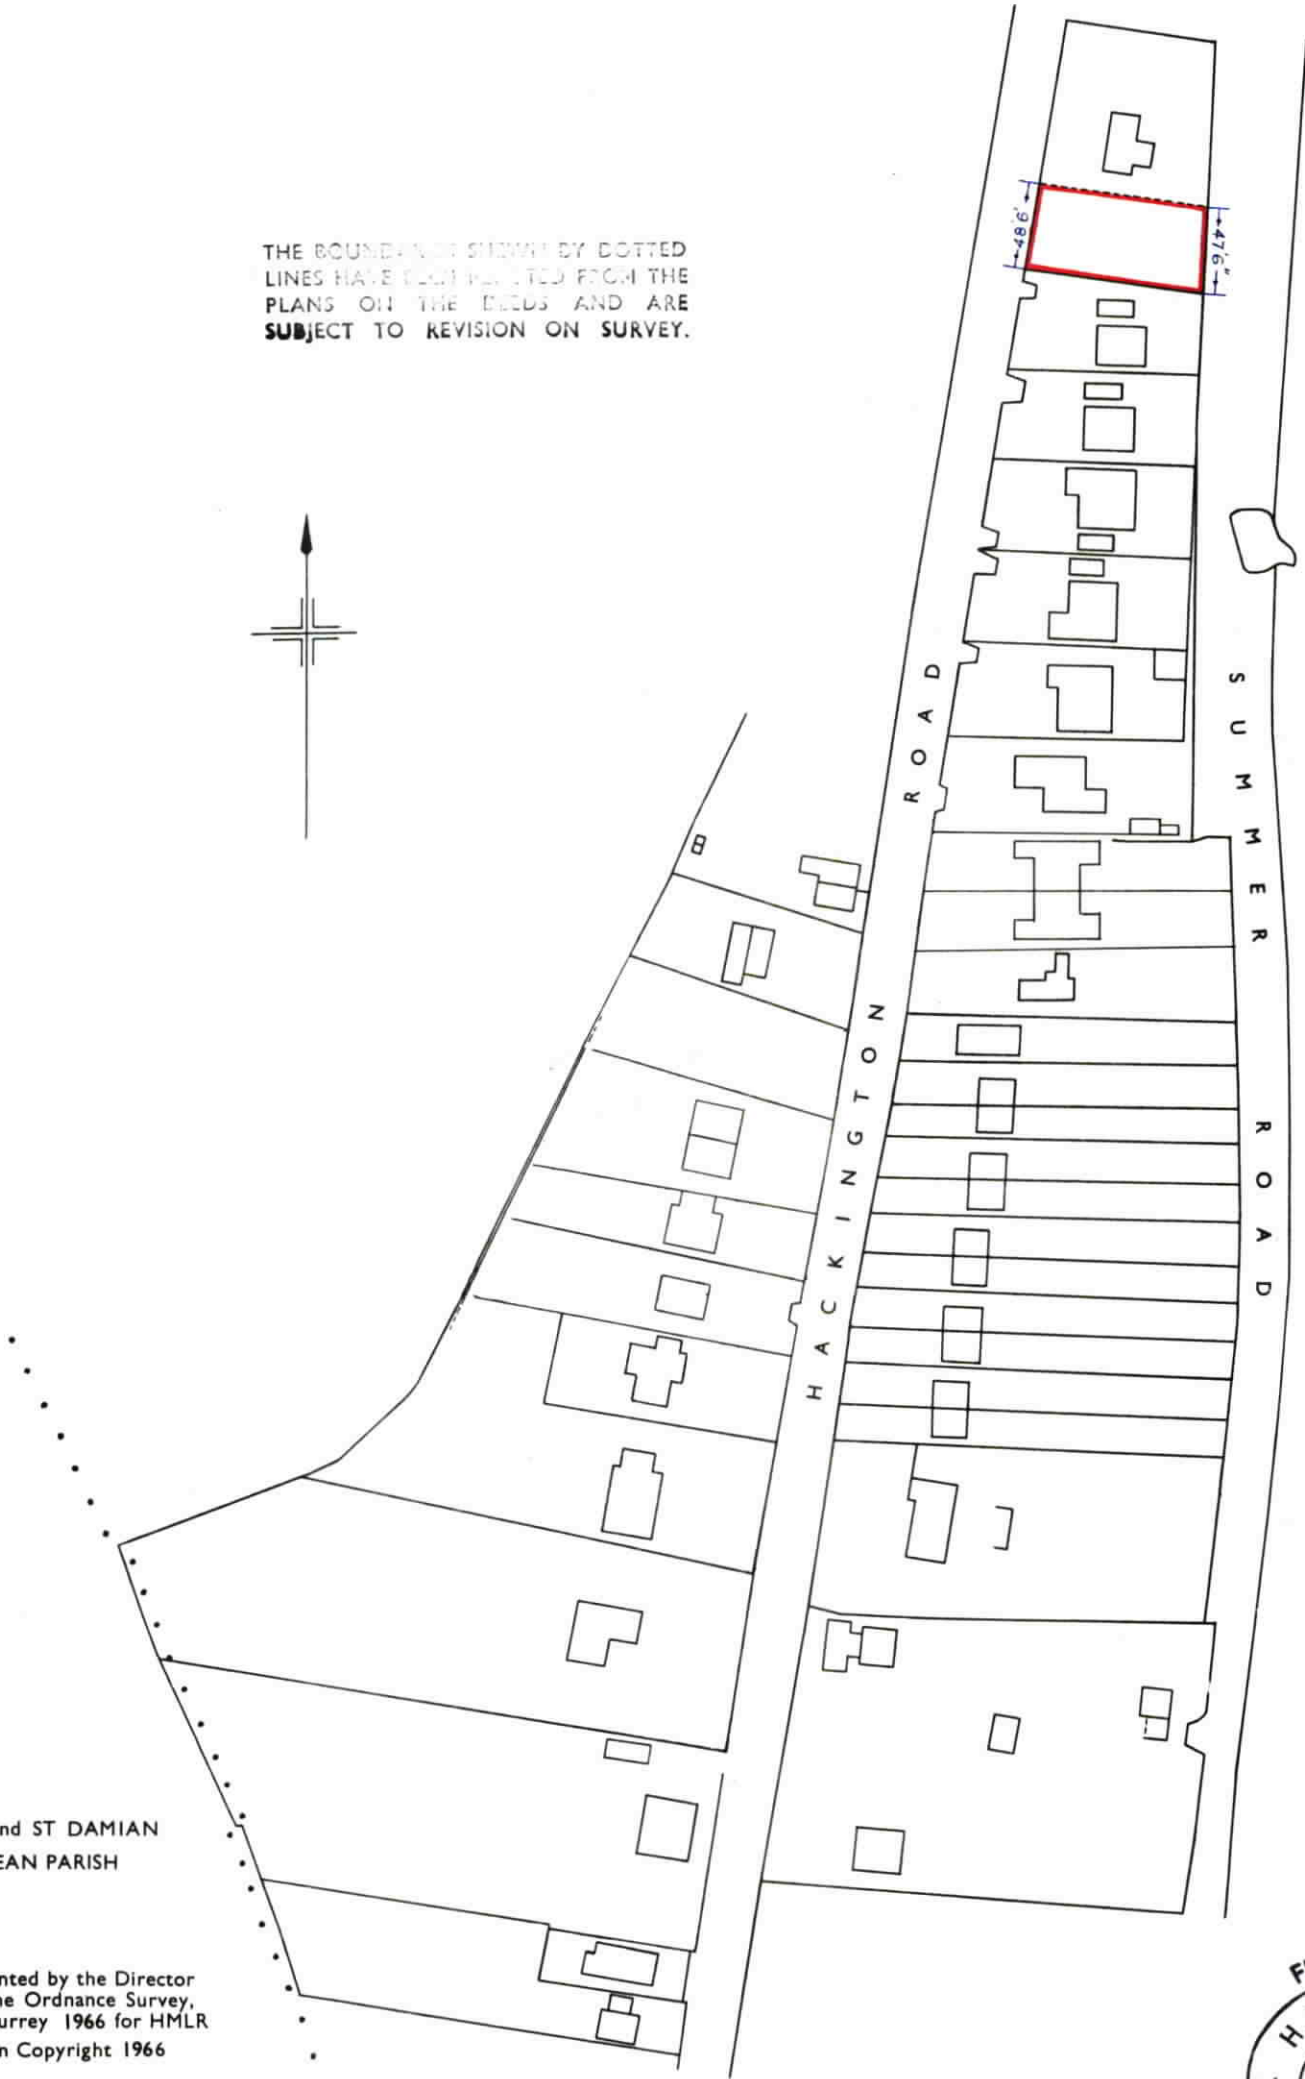 THE BOUNDARIES SHOWN BY DOTTED
LINES HAVE BEEN PLOTTED FROM THE
PLANS ON THE DEEDS AND ARE
SUBJECT TO REVISION ON SURVEY.
48'6"
47'6"
HACKINGTON ROAD
SUMMER ROAD
nd ST DAMIAN
EAN PARISH
nted by the Director
he Ordnance Survey,
urrey 1966 for HMLR
n Copyright 1966
F
H